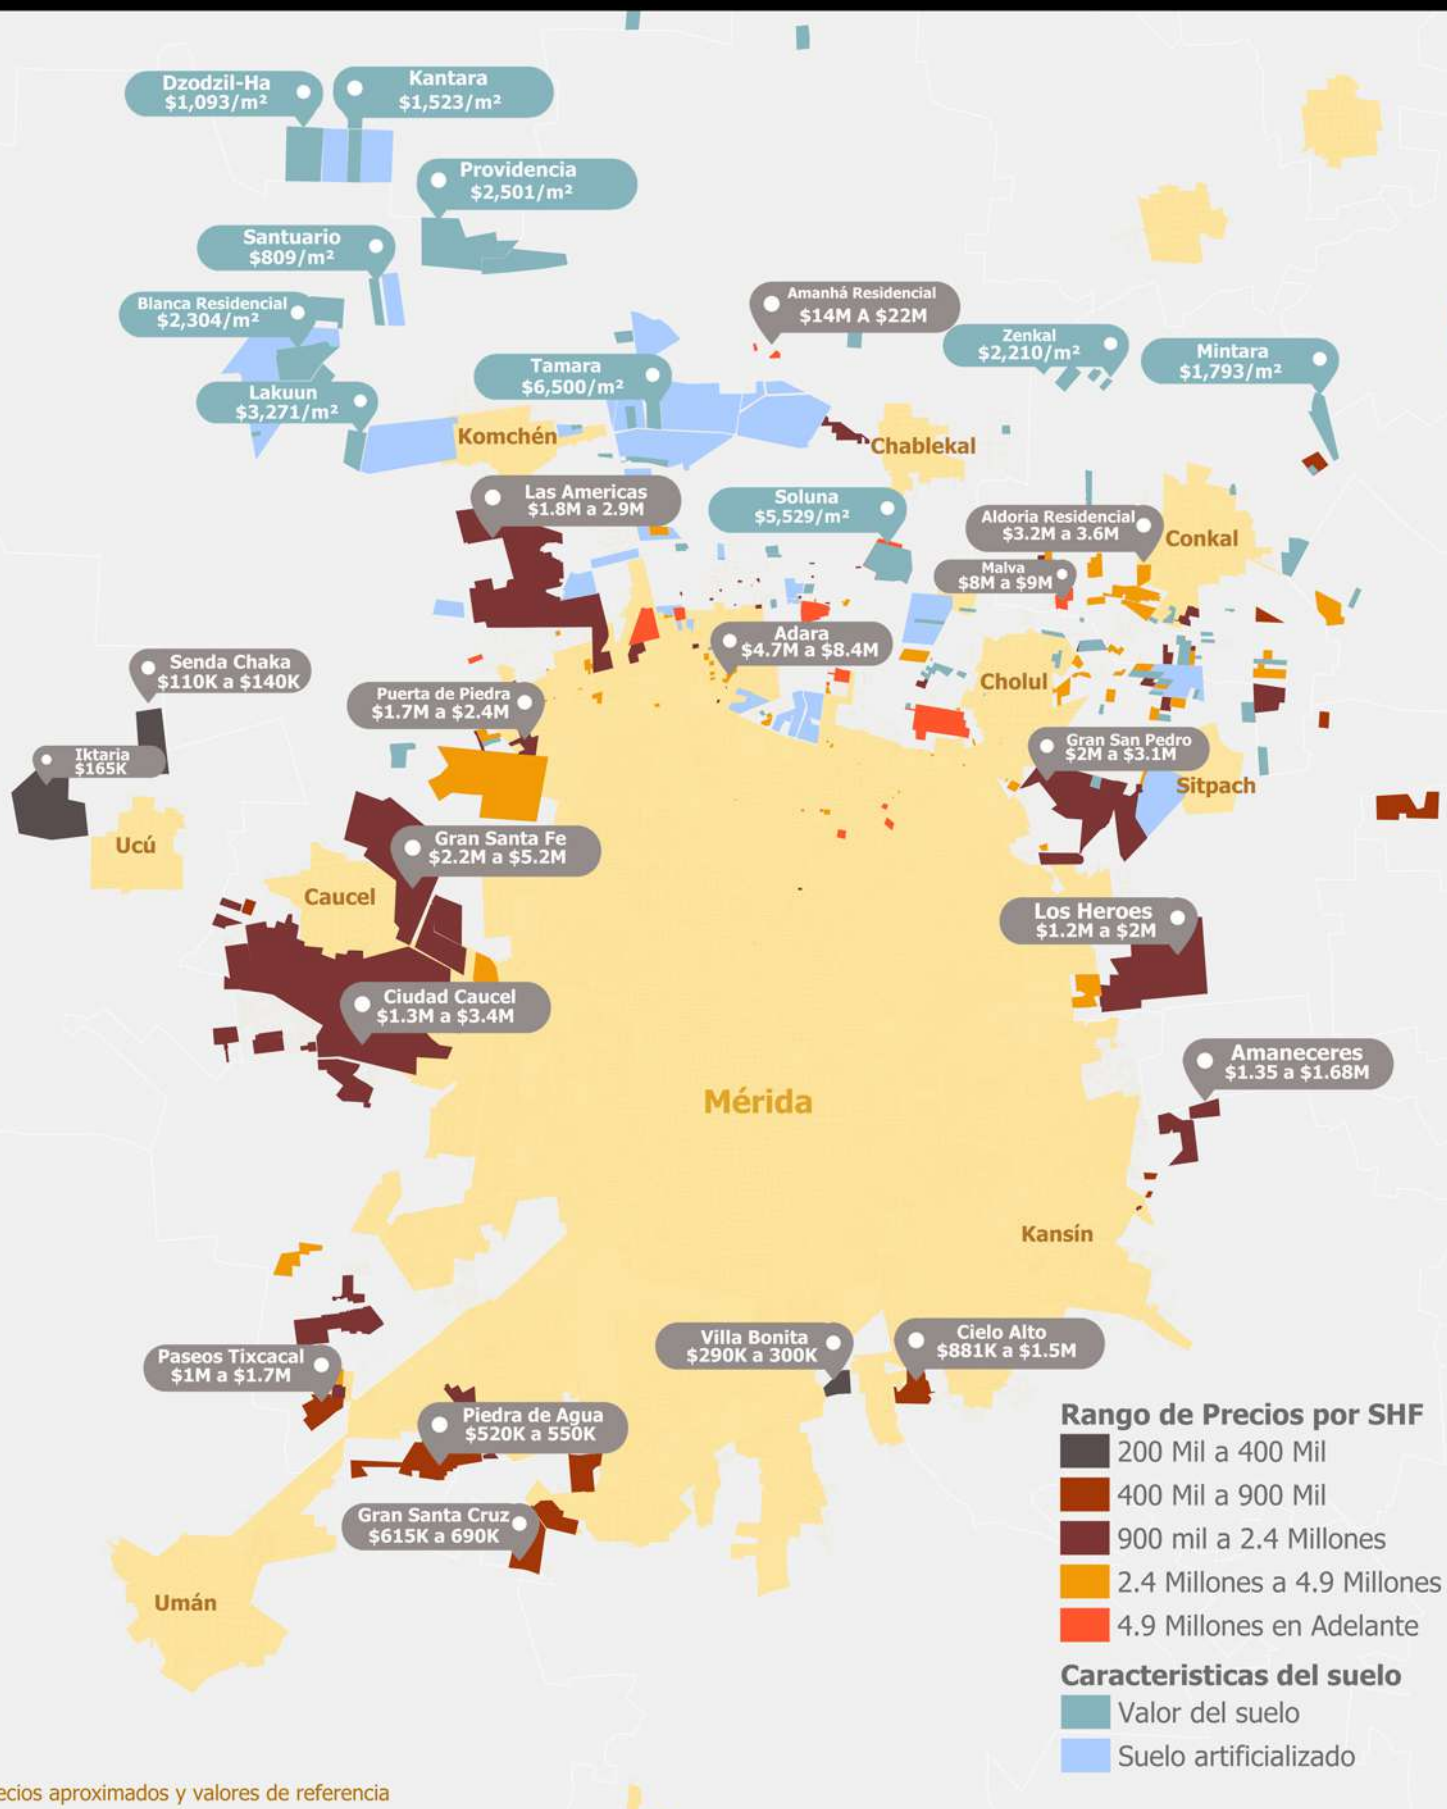 Dzodzil-Ha
$1,093/m²
Kantara
$1,523/m²
Providencia
$2,501/m²
Santuario
$809/m²
Blanca Residencial
$2,304/m²
Amanhá Residencial
$14M A $22M
Zenkal
$2,210/m²
Mintara
$1,793/m²
Tamara
$6,500/m²
Lakuun
$3,271/m²
Komchén
Chablekal
Las Americas
$1.8M a 2.9M
Soluna
$5,529/m²
Aldoria Residencial
$3.2M a 3.6M
Conkal
Malva
$8M a $9M
Adara
$4.7M a $8.4M
Senda Chaka
$110K a $140K
Cholul
Puerta de Piedra
$1.7M a $2.4M
Iktaria
$165K
Gran San Pedro
$2M a $3.1M
Sitpach
Ucú
Gran Santa Fe
$2.2M a $5.2M
Caucel
Los Heroes
$1.2M a $2M
Ciudad Caucel
$1.3M a $3.4M
Amaneceres
$1.35 a $1.68M
Mérida
Kansín
Villa Bonita
$290K a 300K
Cielo Alto
$881K a $1.5M
Paseos Tixcacal
$1M a $1.7M
Piedra de Agua
$520K a 550K
Gran Santa Cruz
$615K a 690K
Umán
Rango de Precios por SHF
200 Mil a 400 Mil
400 Mil a 900 Mil
900 mil a 2.4 Millones
2.4 Millones a 4.9 Millones
4.9 Millones en Adelante
Caracteristicas del suelo
Valor del suelo
Suelo artificializado
ecios aproximados y valores de referencia